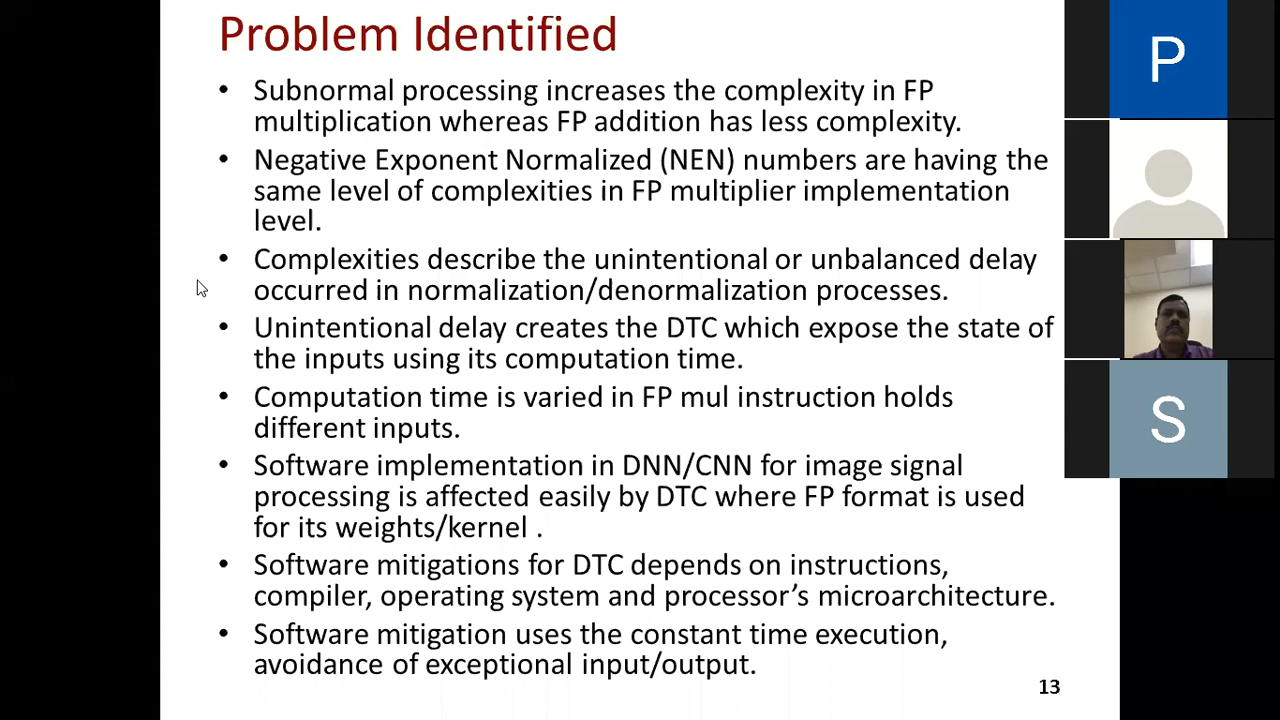 Problem Identified
• Subnormal processing increases the complexity in FP
multiplication whereas FP addition has less complexity.
• Negative Exponent Normalized (NEN) numbers are having the
same level of complexities in FP multiplier implementation
level.
• Complexities describe the unintentional or unbalanced delay
occurred in normalization/denormalization processes.
• Unintentional delay creates the DTC which expose the state of
the inputs using its computation time.
• Computation time is varied in FP mul instruction holds
different inputs.
• Software implementation in DNN/CNN for image signal
processing is affected easily by DTC where FP format is used
for its weights/kernel .
• Software mitigations for DTC depends on instructions,
compiler, operating system and processor’s microarchitecture.
• Software mitigation uses the constant time execution,
avoidance of exceptional input/output.
13
P
S